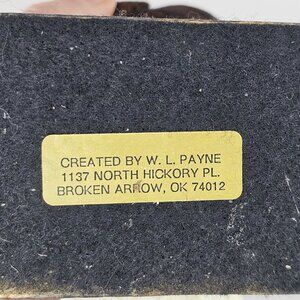 CREATED BY W. L. PAYNE
1137 NORTH HICKORY PL.
BROKEN ARROW, OK 74012